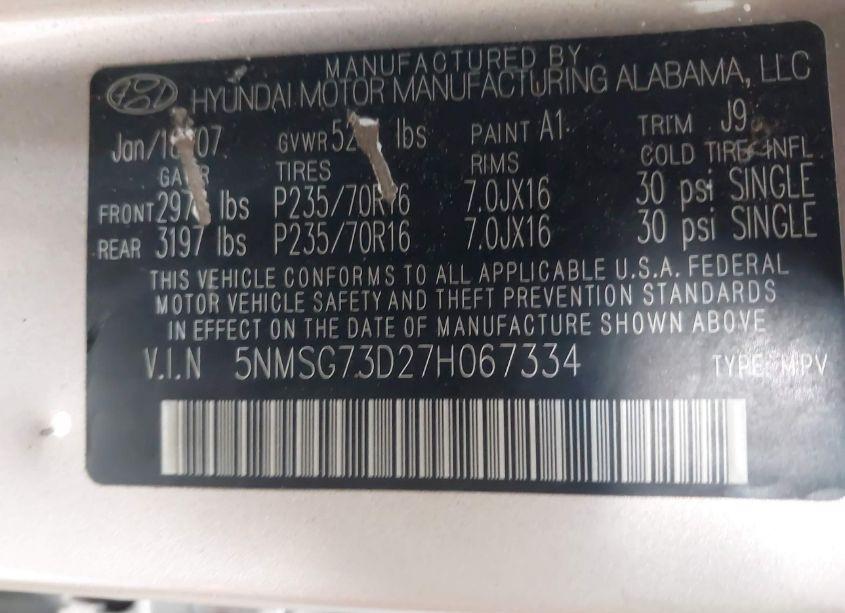 MANUFACTURED BY
HYUNDAI MOTOR MANUFACTURING ALABAMA, LLC
GVWR lbs PAINT A1 TRIM J9
TIRES RIMS COLD TIRE INFL
FRONT lbs P235/70R16 7.0JX16 30 psi SINGLE
REAR 3197 lbs P235/70R16 7.0JX16 30 psi SINGLE
THIS VEHICLE CONFORMS TO ALL APPLICABLE U.S.A. FEDERAL
MOTOR VEHICLE SAFETY AND THEFT PREVENTION STANDARDS
IN EFFECT ON THE DATE OF MANUFACTURE SHOWN ABOVE
V.I.N 5NMSG73D27H067334 TYPE: MPV